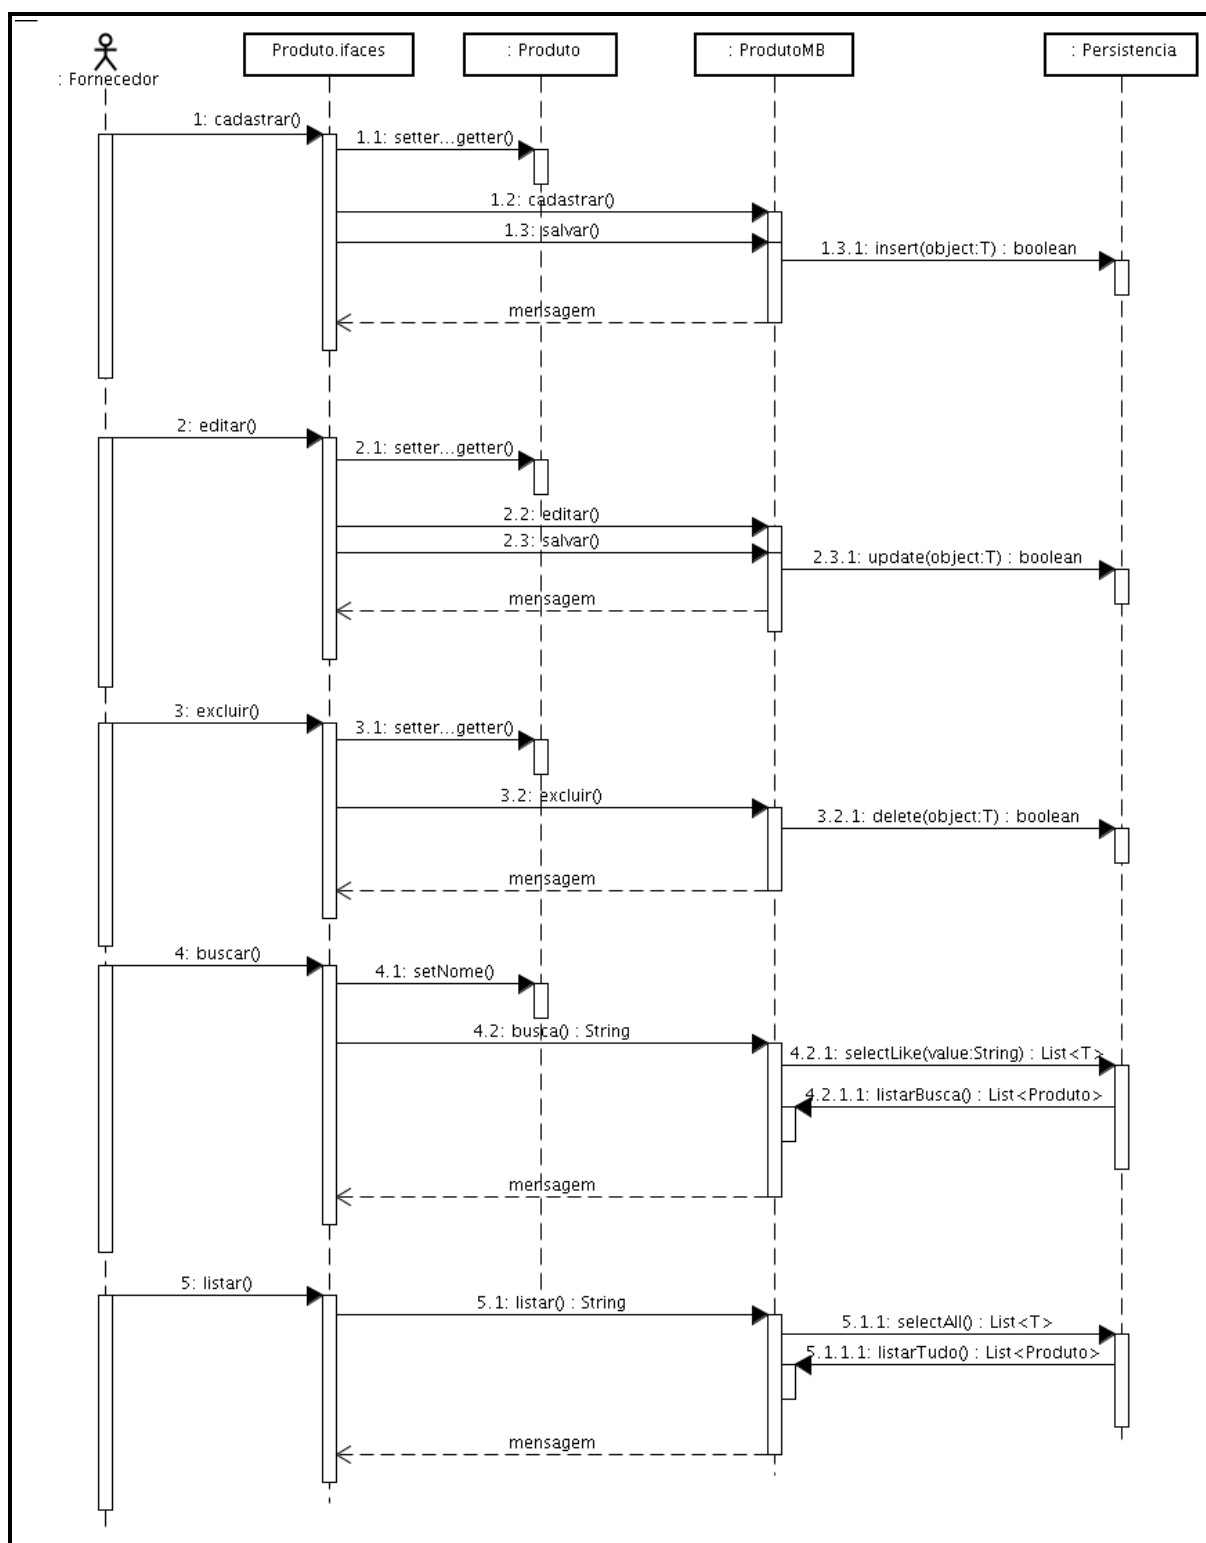 : Fornecedor
Produto.ifaces
: Produto
: ProdutoMB
: Persistencia
1: cadastrar()
1.1: setter...getter()
1.2: cadastrar()
1.3: salvar()
1.3.1: insert(object:T) : boolean
mensagem
2: editar()
2.1: setter...getter()
2.2: editar()
2.3: salvar()
2.3.1: update(object:T) : boolean
mensagem
3: excluir()
3.1: setter...getter()
3.2: excluir()
3.2.1: delete(object:T) : boolean
mensagem
4: buscar()
4.1: setNome()
4.2: busca() : String
4.2.1: selectLike(value:String) : List<T>
4.2.1.1: listarBusca() : List<Produto>
mensagem
5: listar()
5.1: listar() : String
5.1.1: selectAll() : List<T>
5.1.1.1: listarTudo() : List<Produto>
mensagem